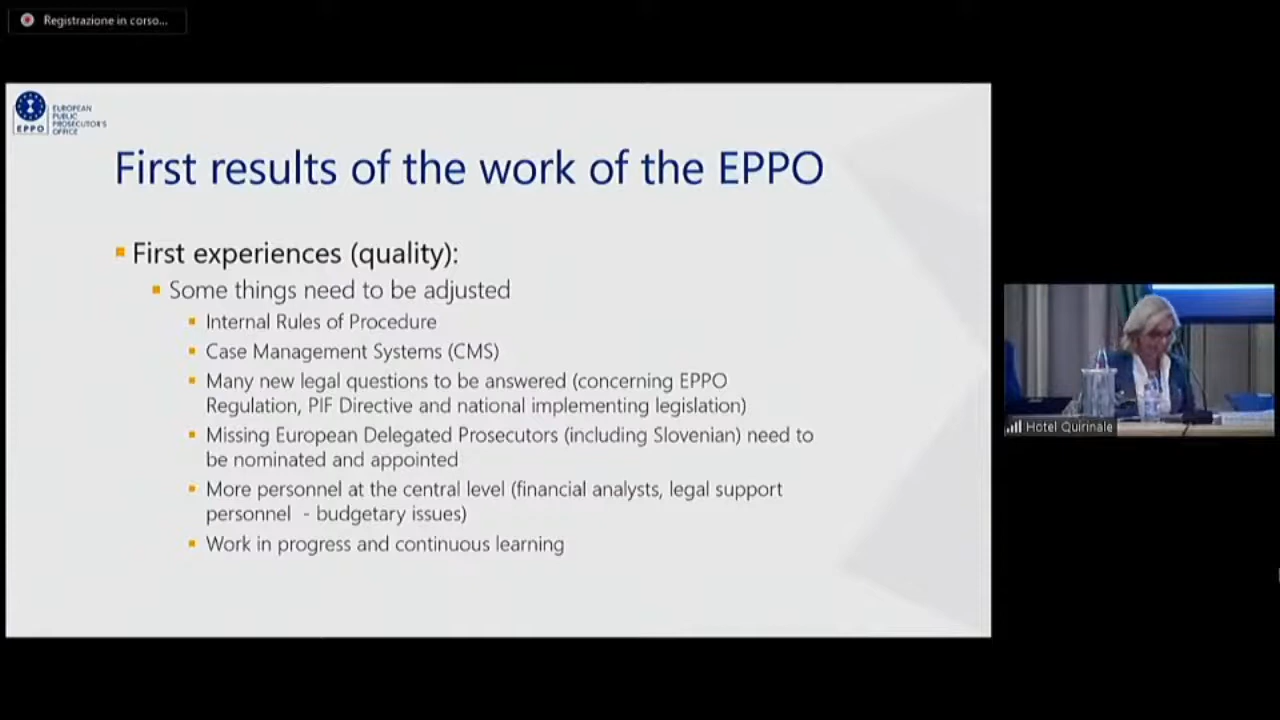 Registrazione in corso...
EUROPEAN
PUBLIC
PROSECUTOR'S
OFFICE
EPPO
First results of the work of the EPPO
First experiences (quality):
Some things need to be adjusted
Internal Rules of Procedure
Case Management Systems (CMS)
Many new legal questions to be answered (concerning EPPO
Regulation, PIF Directive and national implementing legislation)
Missing European Delegated Prosecutors (including Slovenian) need to
be nominated and appointed
More personnel at the central level (financial analysts, legal support
personnel - budgetary issues)
Work in progress and continuous learning
Hotel Quirinale